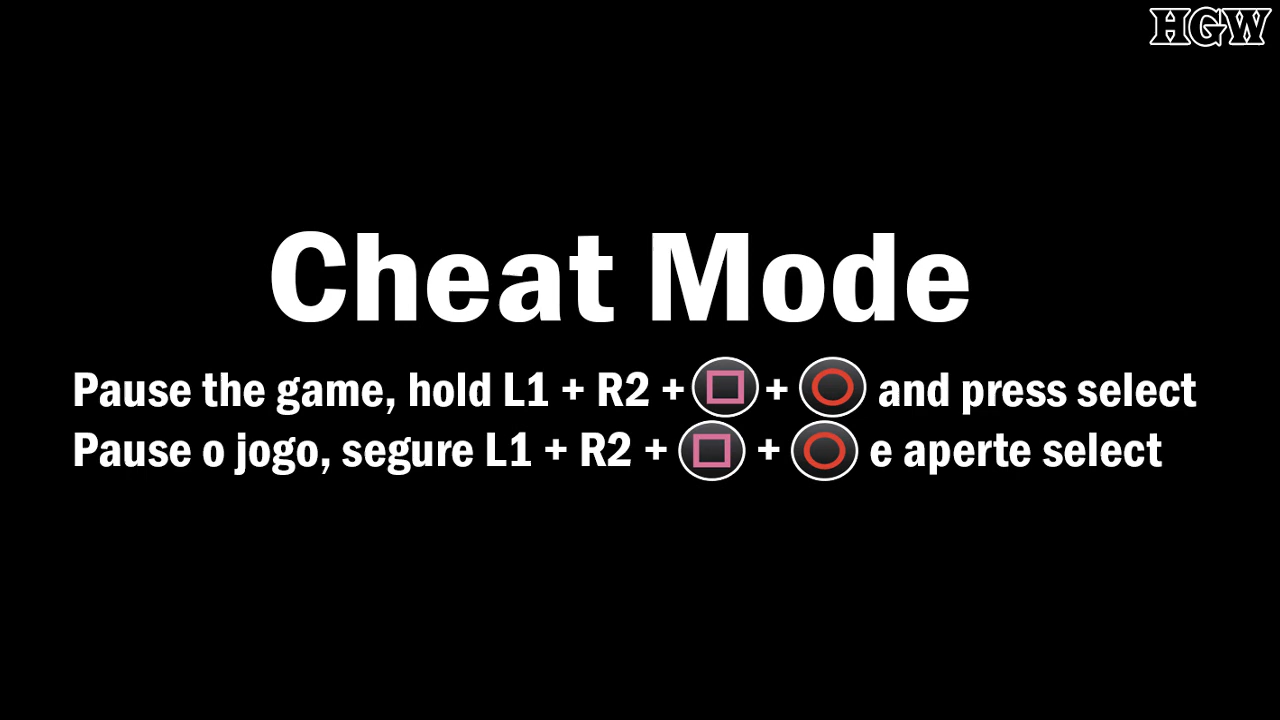 HGW
Cheat Mode
Pause the game, hold L1 + R2 + + and press select
Pause o jogo, segure L1 + R2 + + e aperte select